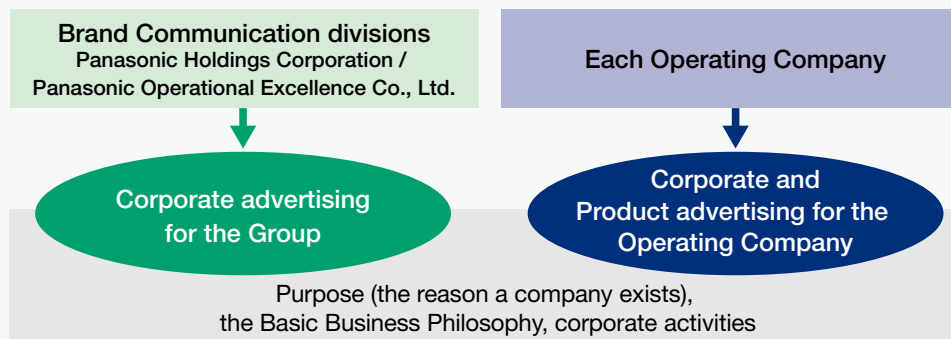 Brand Communication divisions
Panasonic Holdings Corporation /
Panasonic Operational Excellence Co., Ltd.
Each Operating Company
Corporate advertising
for the Group
Corporate and
Product advertising for the
Operating Company
Purpose (the reason a company exists),
the Basic Business Philosophy, corporate activities